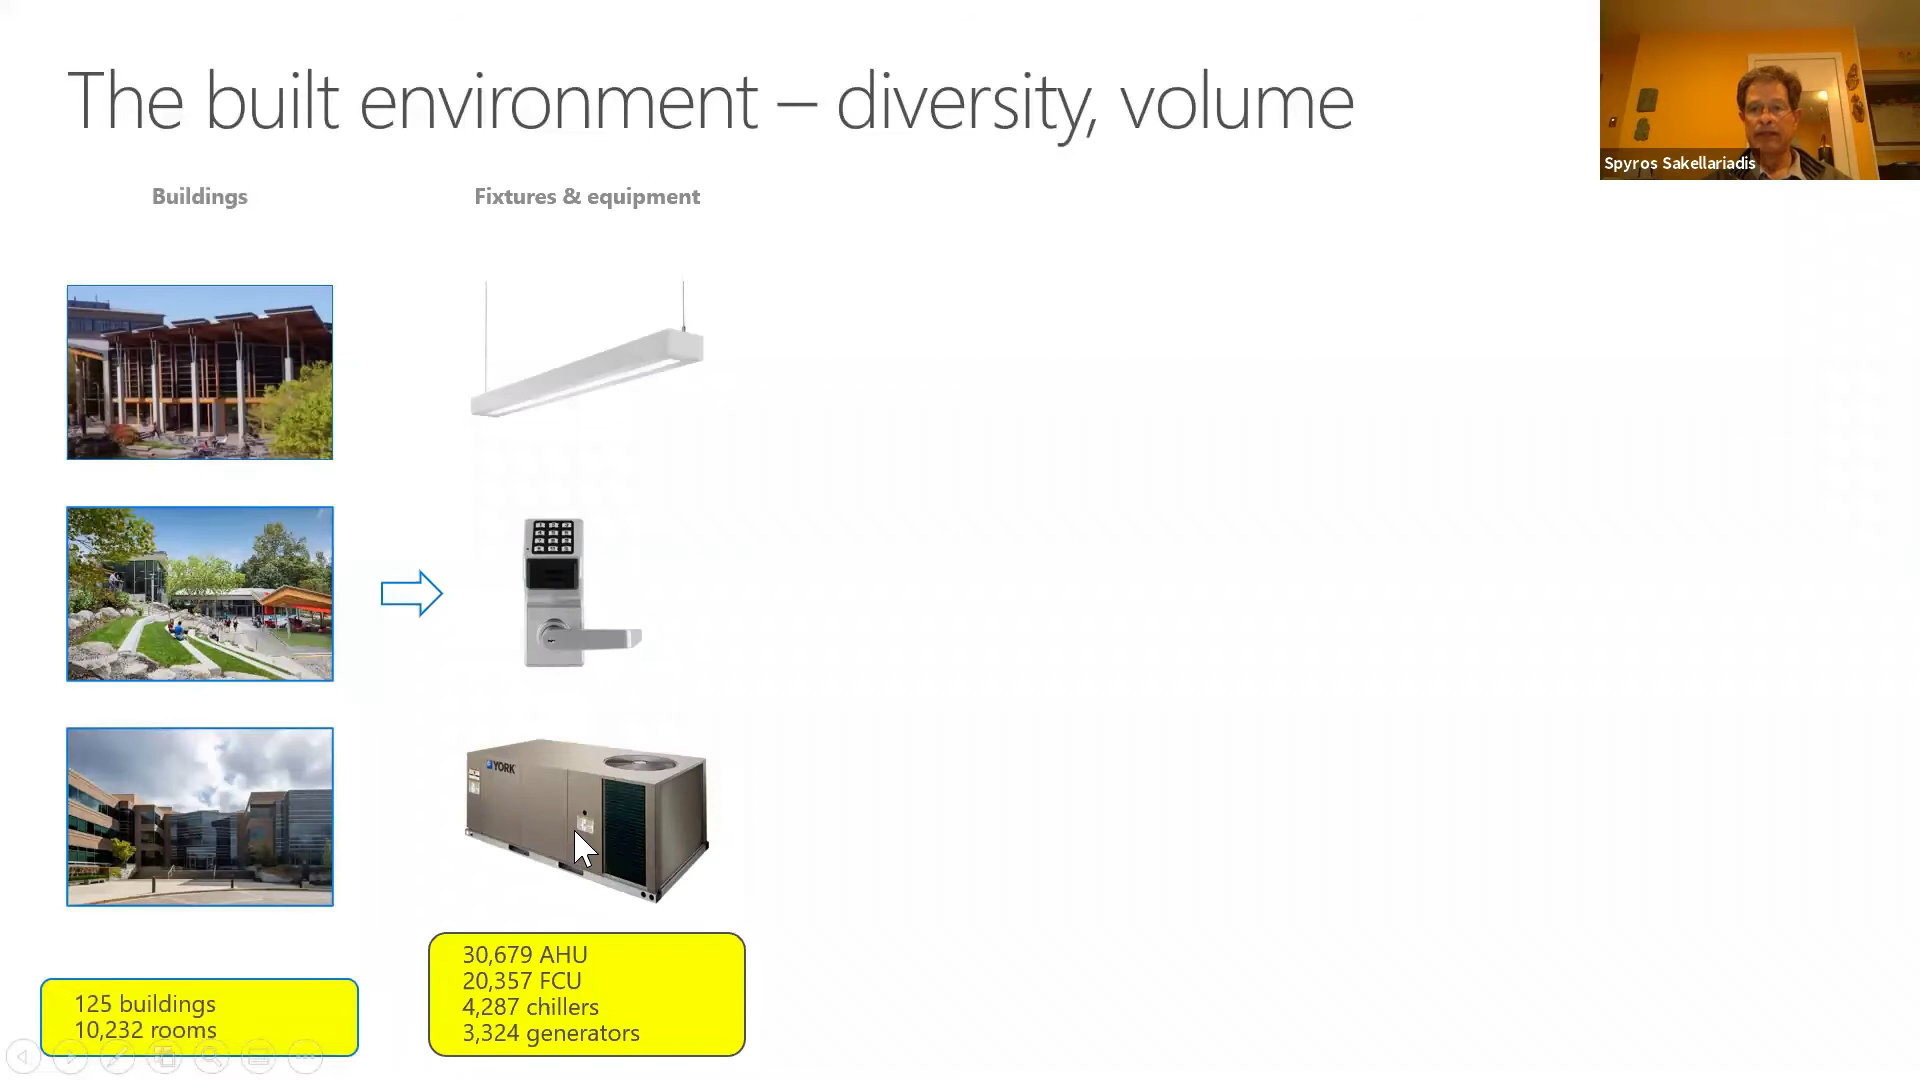 The built environment – diversity, volume
Spyros Sakellariadis
Buildings
Fixtures & equipment
YORK
125 buildings
10,232 rooms
30,679 AHU
20,357 FCU
4,287 chillers
3,324 generators